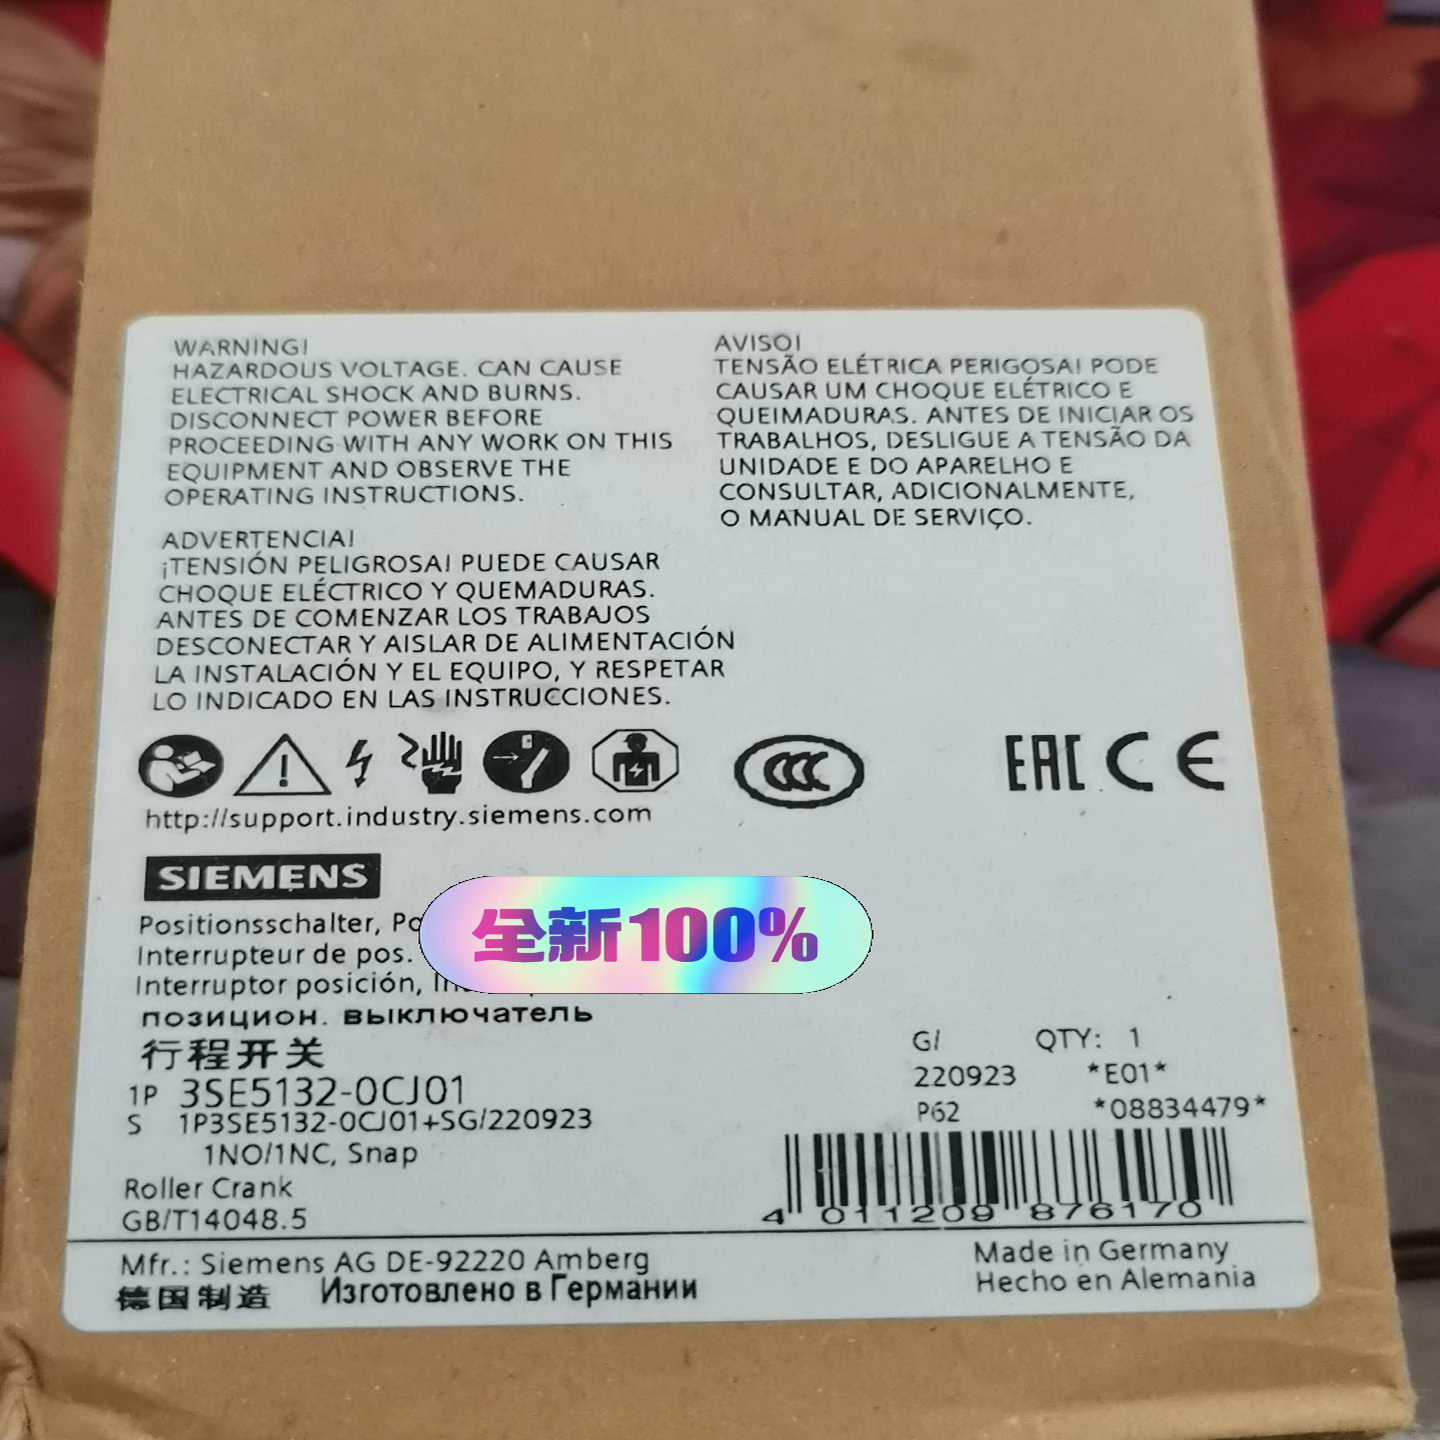 WARNING!
HAZARDOUS VOLTAGE. CAN CAUSE
ELECTRICAL SHOCK AND BURNS.
DISCONNECT POWER BEFORE
PROCEEDING WITH ANY WORK ON THIS
EQUIPMENT AND OBSERVE THE
OPERATING INSTRUCTIONS.
ADVERTENCIA!
¡TENSIÓN PELIGROSA! PUEDE CAUSAR
CHOQUE ELÉCTRICO Y QUEMADURAS.
ANTES DE COMENZAR LOS TRABAJOS
DESCONECTAR Y AISLAR DE ALIMENTACIÓN
LA INSTALACIÓN Y EL EQUIPO, Y RESPETAR
LO INDICADO EN LAS INSTRUCCIONES.
AVISO!
TENSÃO ELÉTRICA PERIGOSA! PODE
CAUSAR UM CHOQUE ELÉTRICO E
QUEIMADURAS. ANTES DE INICIAR OS
TRABALHOS, DESLIGUE A TENSÃO DA
UNIDADE E DO APARELHO E
CONSULTAR, ADICIONALMENTE,
O MANUAL DE SERVIÇO.
CCC
EAC CE
http://support.industry.siemens.com
SIEMENS
Positionsschalter,
Interrupteur de pos.
Interruptor posición,
全新100%
позицион. выключатель
行程开关
1P 3SE5132-0CJ01
S 1P3SE5132-0CJ01+SG/220923
1NO/1NC, Snap
Roller Crank
GB/T14048.5
G/ QTY: 1
220923 *E01*
P62 *08834479*
4 011209 876170
Mfr.: Siemens AG DE-92220 Amberg
德国制造 Изготовлено в Германии
Made in Germany
Hecho en Alemania